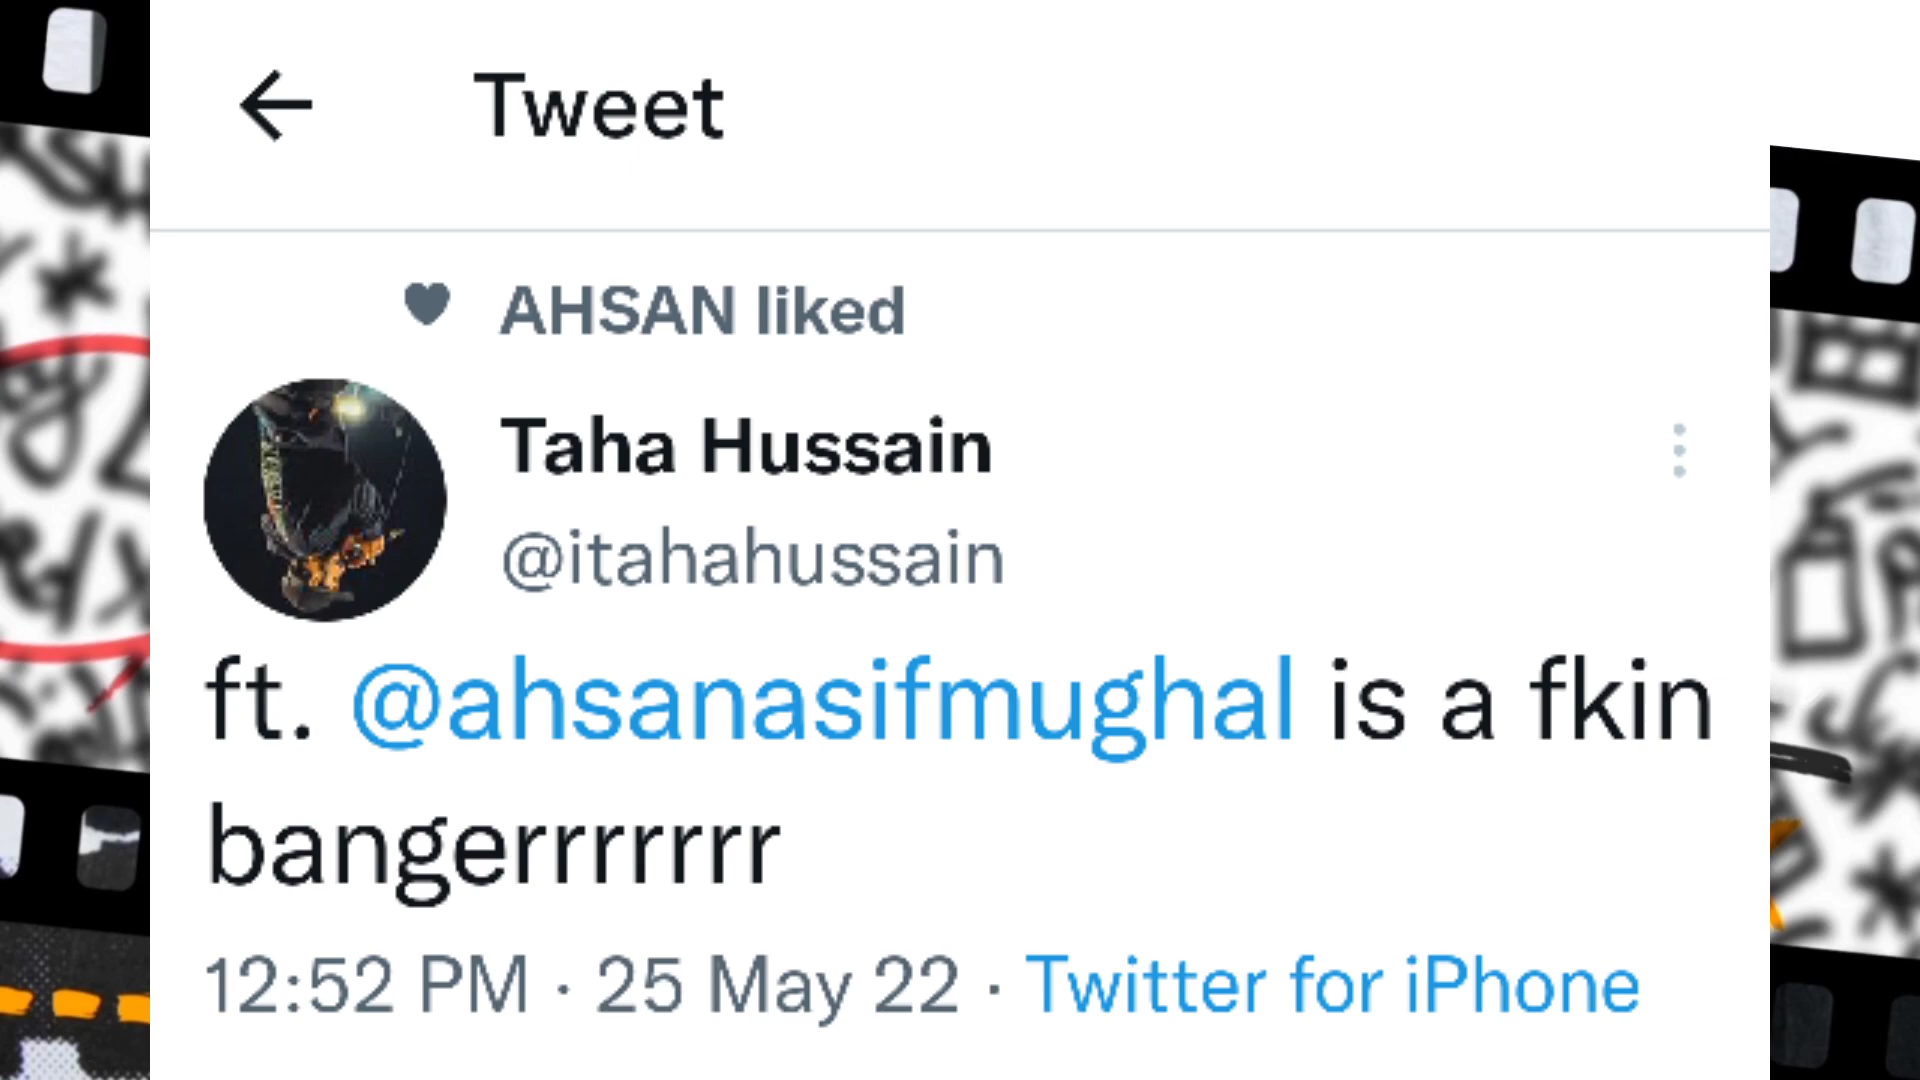 Tweet
AHSAN liked
Taha Hussain
@itahahussain
ft. @ahsanasifmughal is a fkin
bangerrrrrrr
12:52 PM · 25 May 22 · Twitter for iPhone